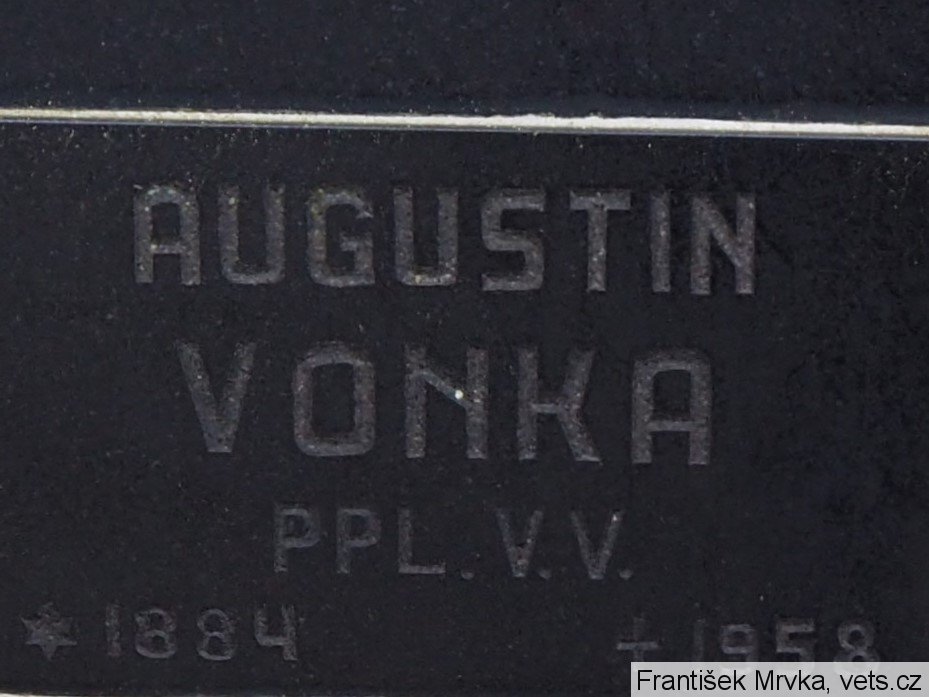 AUGUSTIN
VONKA
PPL. V.V.
* 1884 † 1958
František Mrvka, vets.cz